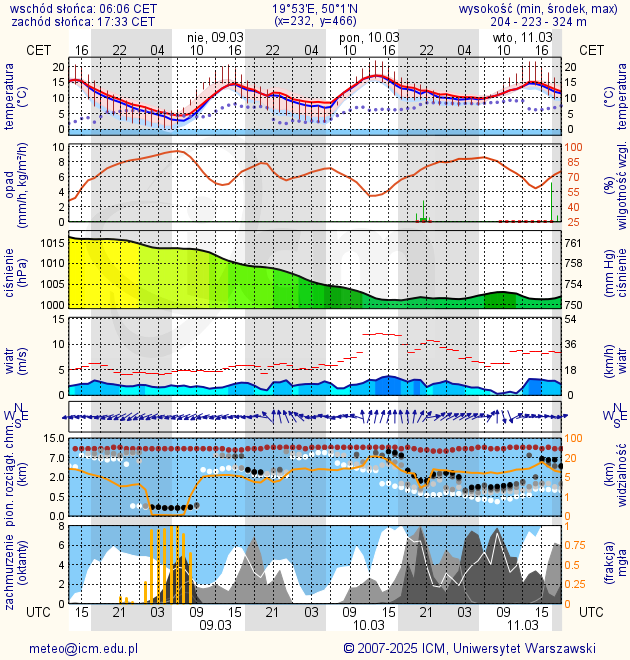 wschód słońca: 06:06 CET
zachód słońca: 17:33 CET
19°53'E, 50°1'N
(x=232, y=466)
wysokość (min, środek, max)
204 - 223 - 324 m
nie, 09.03 pon, 10.03 wto, 11.03
CET 16 22 04 10 16 22 04 10 16 22 04 10 16 CET
temperatura
(°C)
20
15
10
5
0
20
15
10
5
0
temperatura
(°C)
opad
(mm/h, kg/m²/h)
10
8
6
4
2
0
100
85
70
55
40
25
(%)
wilgotność wzgl.
ciśnienie
(hPa)
1015
1010
1005
1000
761
758
754
750
(mm Hg)
ciśnienie
wiatr
(m/s)
15
10
5
0
54
36
18
0
(km/h)
wiatr
N
W E
S
N
W E
S
pion. rozciągł. chm.
(km)
15.0
7.0
2.0
0.5
0.0
100
20
5
1
0
(km)
widzialność
zachmurzenie
(oktanty)
8
6
4
2
0
1
0.75
0.5
0.25
0
(frakcja)
mgła
UTC 15 21 03 09 15 21 03 09 15 21 03 09 15 UTC
09.03 10.03 11.03
meteo@icm.edu.pl
© 2007-2025 ICM, Uniwersytet Warszawski